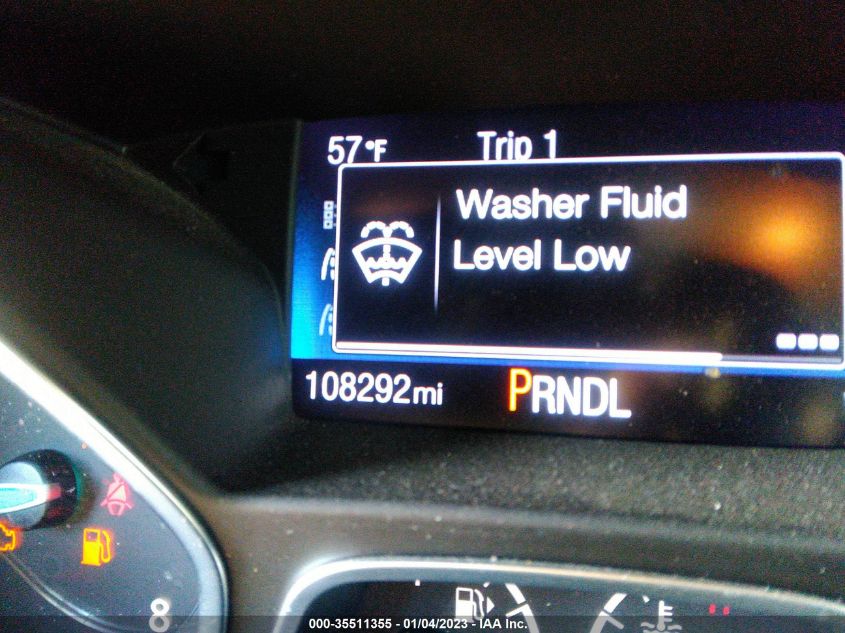 57°F Trip 1
Washer Fluid
Level Low
108292mi PRNDL
8
000-35511355 - 01/04/2023 - IAA Inc.